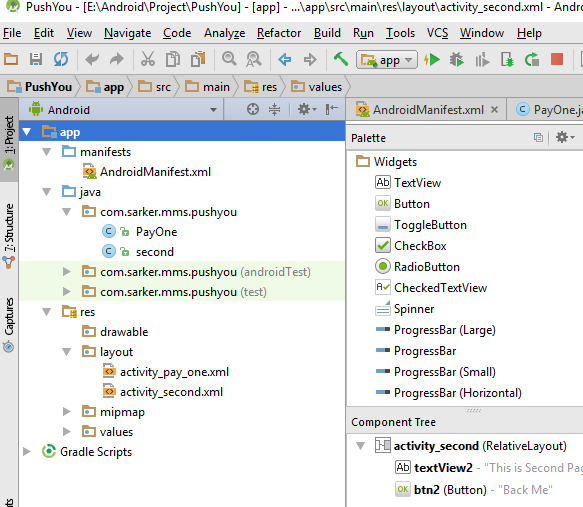 PushYou - [E:\Android\Project\PushYou] - [app] - ...\app\src\main\res\layout\activity_second.xml - Andro
File Edit View Navigate Code Analyze Refactor Build Run Tools VCS Window Help
app
PushYou app src main res values
Android
AndroidManifest.xml
PayOne.ja
1: Project
7: Structure
Captures
app
manifests
AndroidManifest.xml
java
com.sarker.mms.pushyou
PayOne
second
com.sarker.mms.pushyou (androidTest)
com.sarker.mms.pushyou (test)
res
drawable
layout
activity_pay_one.xml
activity_second.xml
mipmap
values
Gradle Scripts
Palette
Widgets
Ab TextView
OK Button
ToggleButton
CheckBox
RadioButton
CheckedTextView
Spinner
ProgressBar (Large)
ProgressBar
ProgressBar (Small)
ProgressBar (Horizontal)
Component Tree
activity_second (RelativeLayout)
Ab textView2 - "This is Second Pag
OK btn2 (Button) - "Back Me"